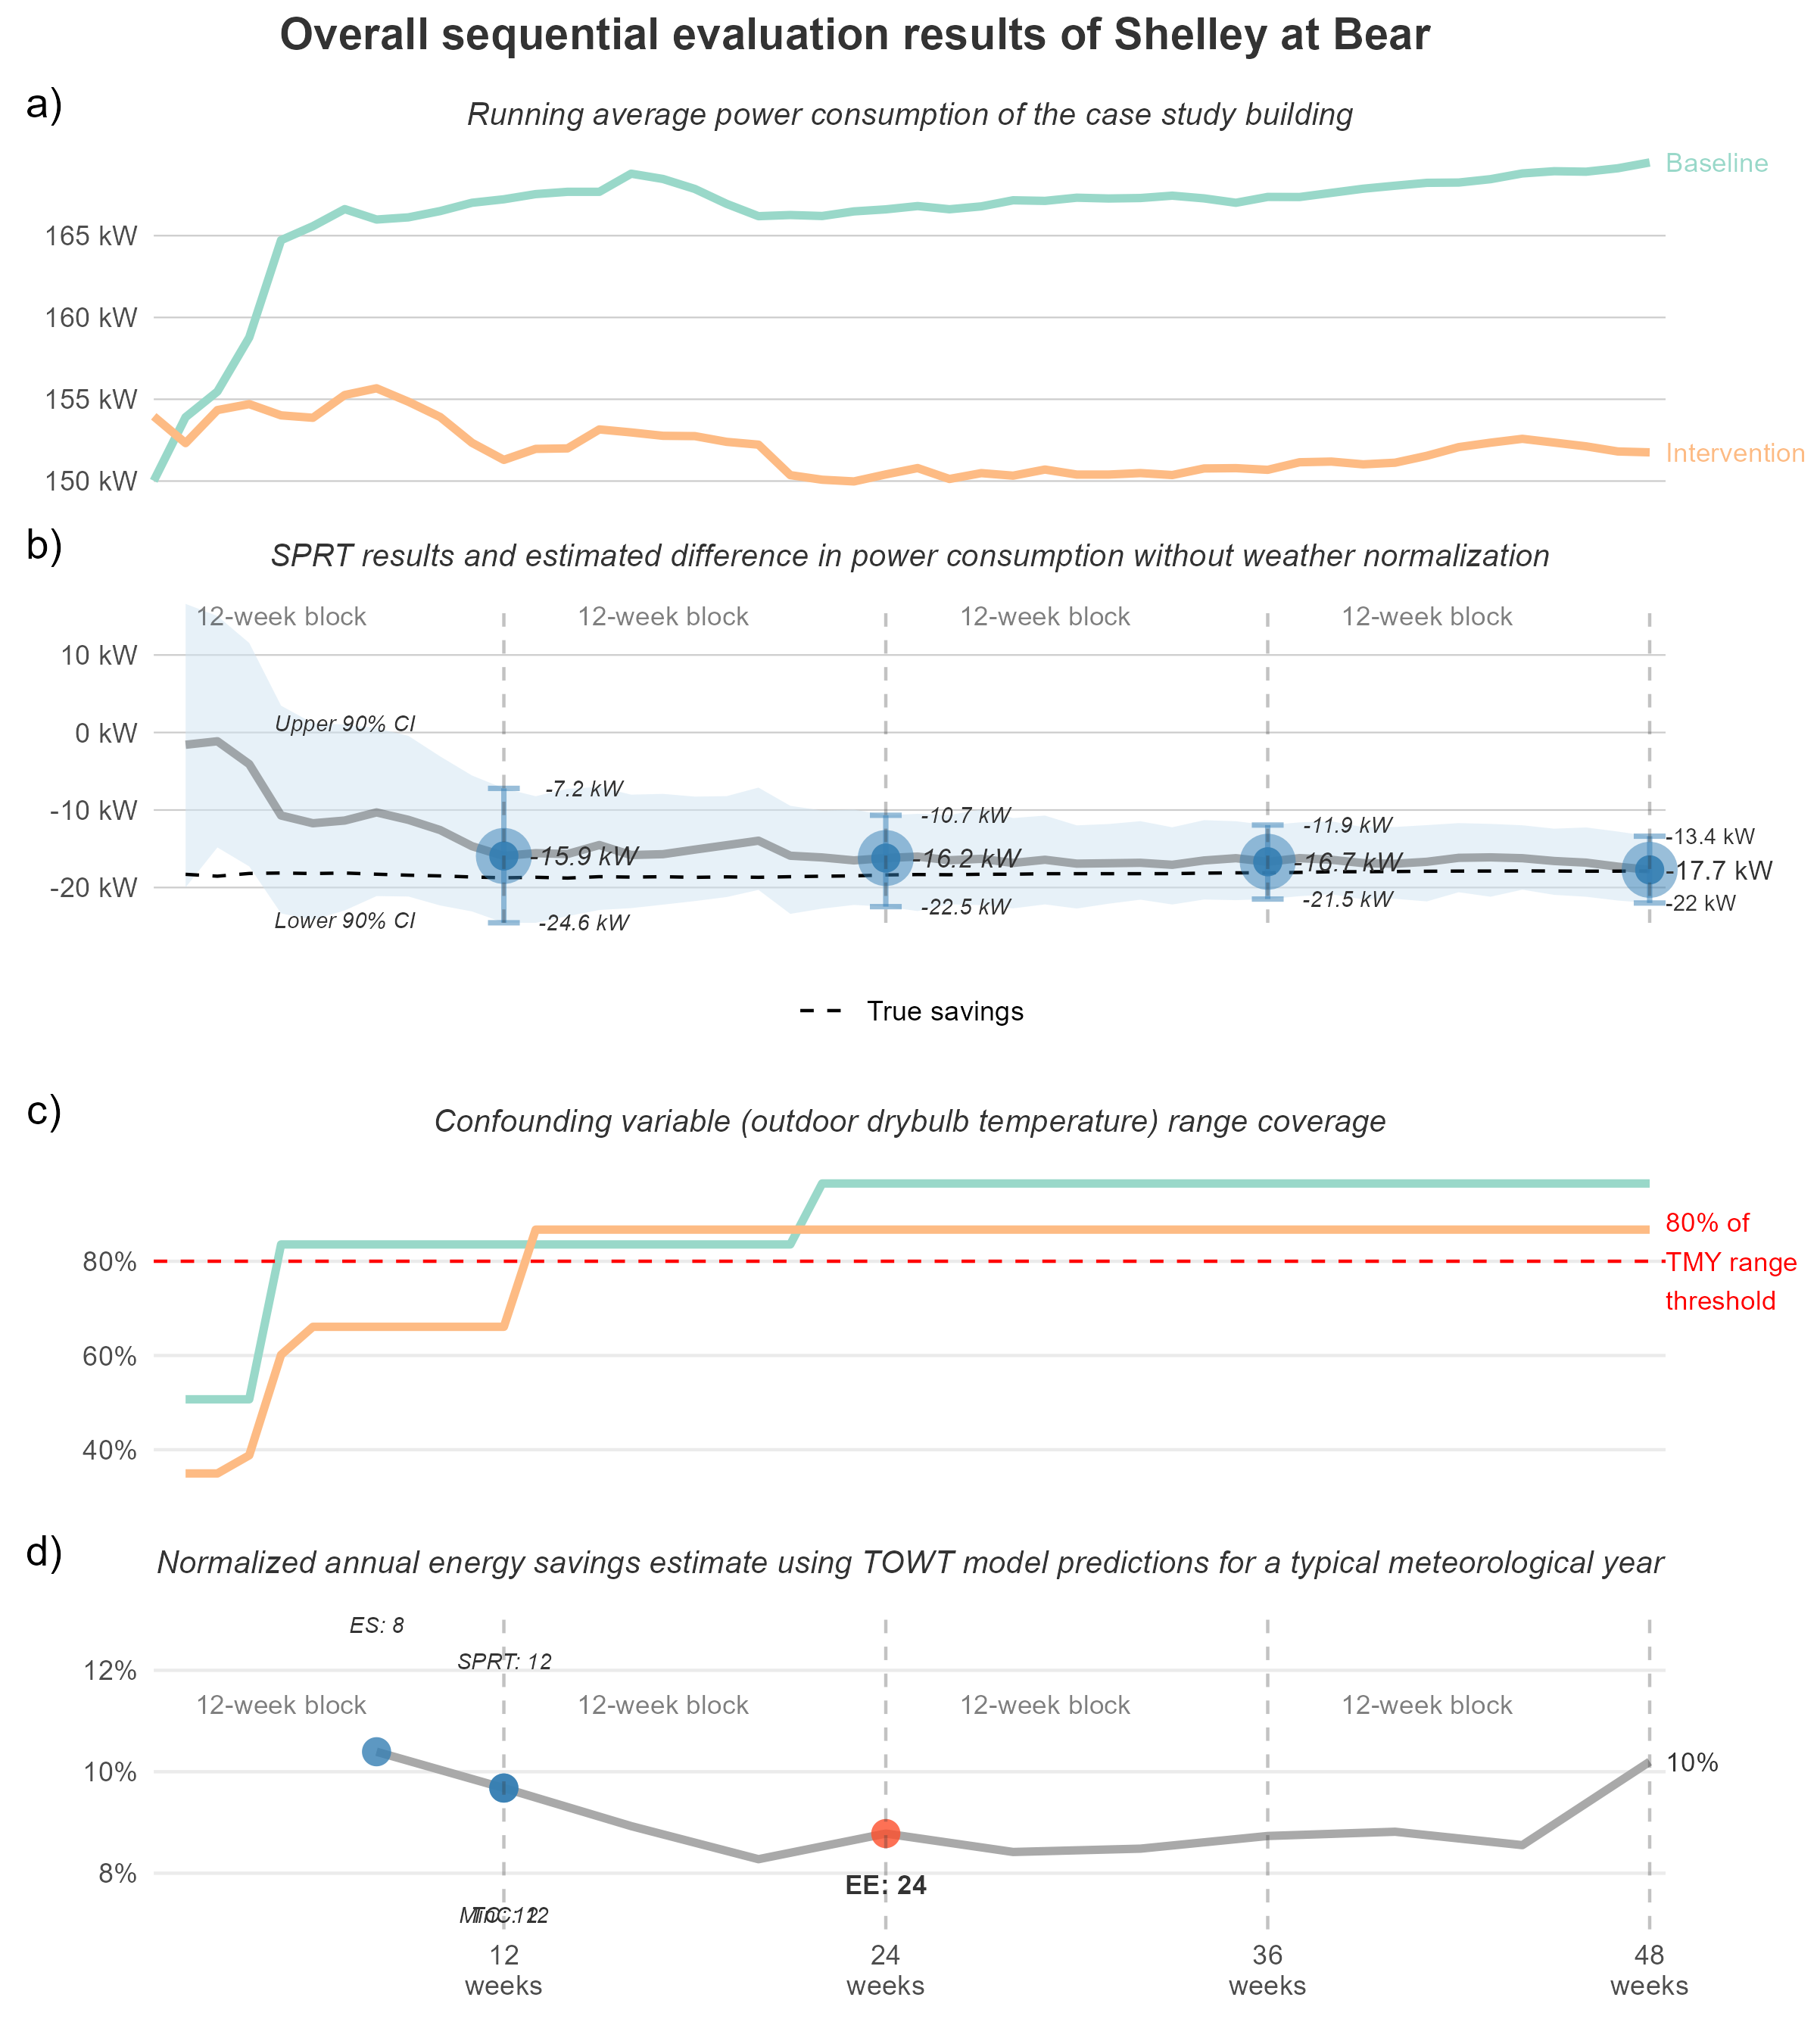 Overall sequential evaluation results of Shelley at Bear
a)
Running average power consumption of the case study building
Baseline
165 kW
160 kW
155 kW
Intervention
150 kW
b)
SPRT results and estimated difference in power consumption without weather normalization
12-week block 12-week block 12-week block 12-week block
10 kW
Upper 90% CI
0 kW
-7.2 kW
-10 kW
-10.7 kW
-11.9 kW
-13.4 kW
-15.9 kW
-16.2 kW
-16.7 kW
-17.7 kW
-20 kW
-24.6 kW
-22.5 kW
-21.5 kW
-22 kW
Lower 90% CI
True savings
c)
Confounding variable (outdoor drybulb temperature) range coverage
80% of
TMY range
threshold
80%
60%
40%
d)
Normalized annual energy savings estimate using TOWT model predictions for a typical meteorological year
ES: 8
SPRT: 12
12%
12-week block 12-week block 12-week block 12-week block
10%
10%
8%
EE: 24
12
weeks
24
weeks
36
weeks
48
weeks